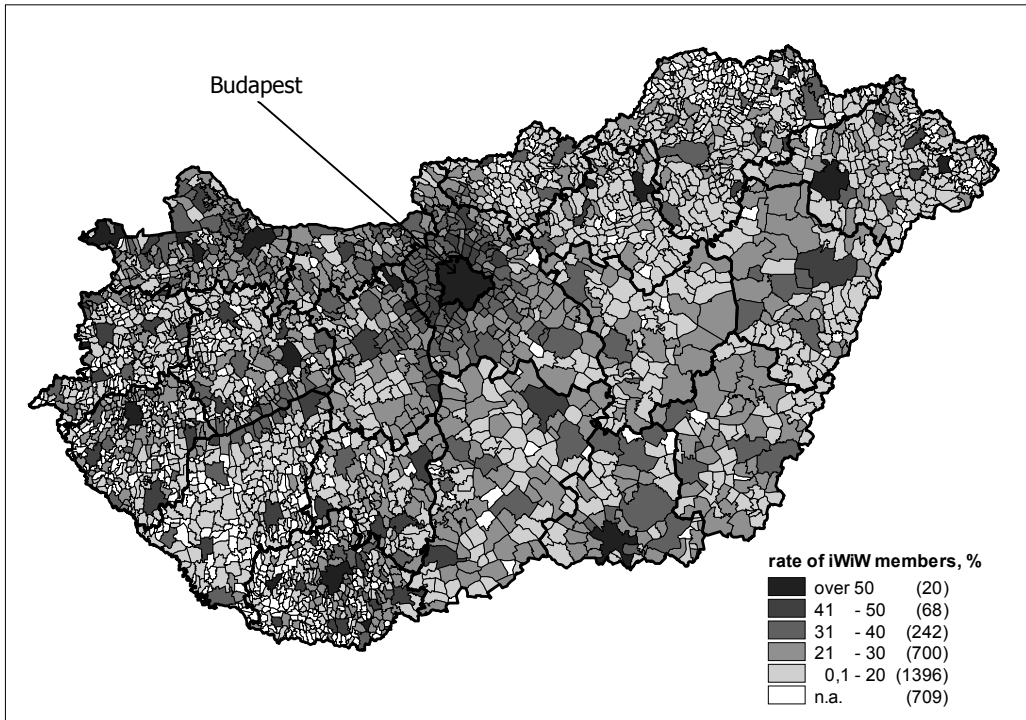 Budapest
rate of iWiW members, %
over 50 (20)
41 - 50 (68)
31 - 40 (242)
21 - 30 (700)
0,1 - 20 (1396)
n.a. (709)